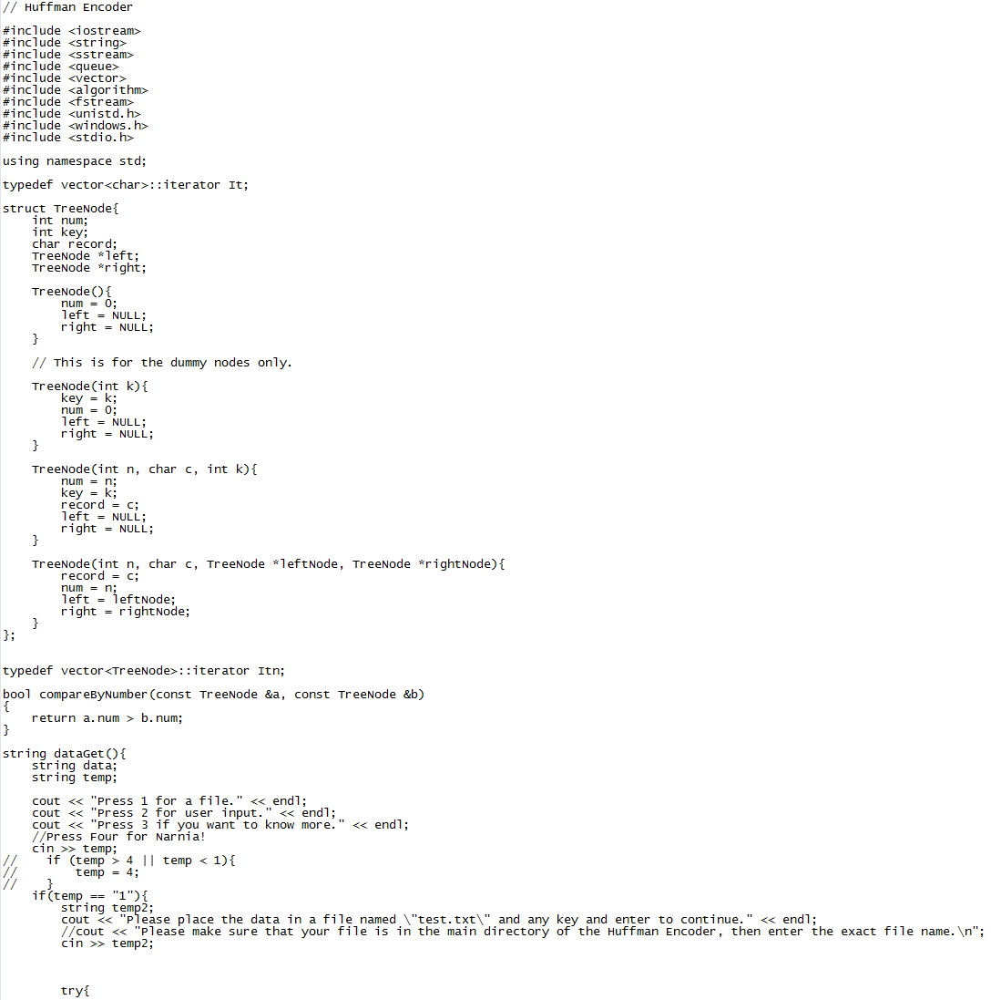 // Huffman Encoder
#include <iostream>
#include <string>
#include <sstream>
#include <queue>
#include <vector>
#include <algorithm>
#include <fstream>
#include <unistd.h>
#include <windows.h>
#include <stdio.h>
using namespace std;
typedef vector<char>::iterator It;
struct TreeNode{
    int num;
    int key;
    char record;
    TreeNode *left;
    TreeNode *right;
    TreeNode(){
        num = 0;
        left = NULL;
        right = NULL;
    }
    // This is for the dummy nodes only.
    TreeNode(int k){
        key = k;
        num = 0;
        left = NULL;
        right = NULL;
    }
    TreeNode(int n, char c, int k){
        num = n;
        key = k;
        record = c;
        left = NULL;
        right = NULL;
    }
    TreeNode(int n, char c, TreeNode *leftNode, TreeNode *rightNode){
        record = c;
        num = n;
        left = leftNode;
        right = rightNode;
    }
};
typedef vector<TreeNode>::iterator Itn;
bool compareByNumber(const TreeNode &a, const TreeNode &b)
{
    return a.num > b.num;
}
string dataGet(){
    string data;
    string temp;
    cout << "Press 1 for a file." << endl;
    cout << "Press 2 for user input." << endl;
    cout << "Press 3 if you want to know more." << endl;
    //Press Four for Narnia!
    cin >> temp;
//    if (temp > 4 || temp < 1){
//        temp = 4;
//    }
    if(temp == "1"){
        string temp2;
        cout << "Please place the data in a file named \"test.txt\" and any key and enter to continue." << endl;
        //cout << "Please make sure that your file is in the main directory of the Huffman Encoder, then enter the exact file name.\n";
        cin >> temp2;
        try{